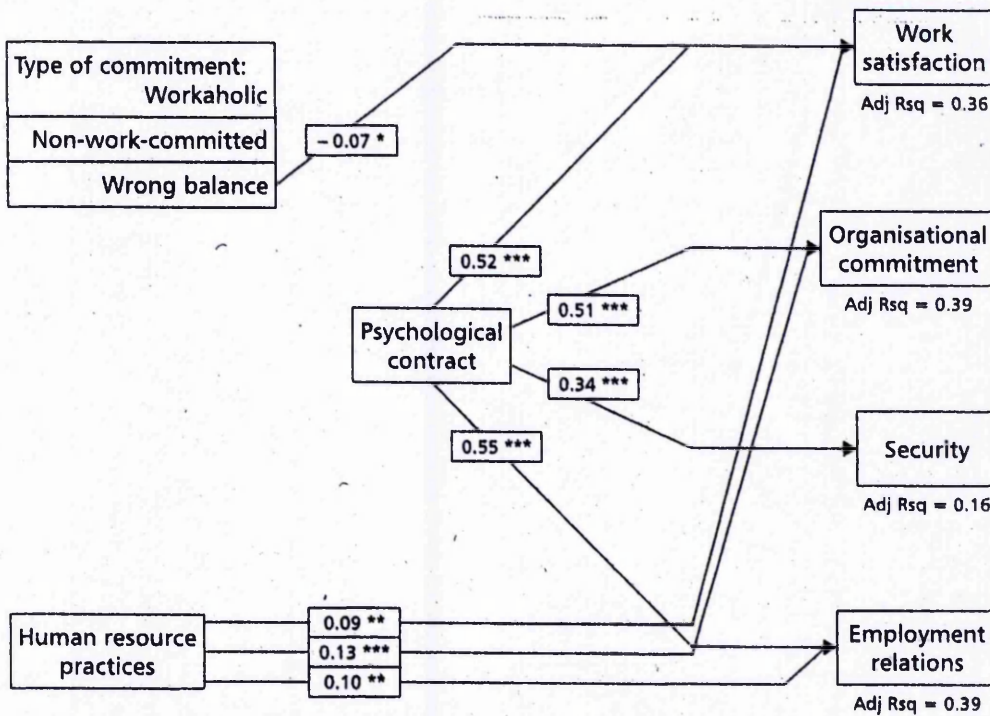 Type of commitment:
Workaholic
Non-work-committed
Wrong balance
– 0.07 *
Work
satisfaction
Adj Rsq = 0.36
0.52 ***
0.51 ***
Organisational
commitment
Adj Rsq = 0.39
Psychological
contract
0.34 ***
0.55 ***
Security
Adj Rsq = 0.16
Human resource
practices
0.09 **
0.13 ***
0.10 **
Employment
relations
Adj Rsq = 0.39